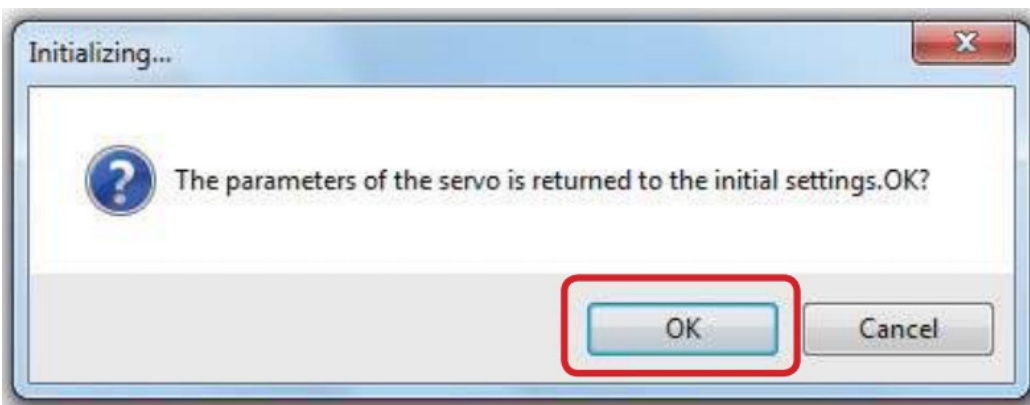 Initializing...
The parameters of the servo is returned to the initial settings.OK?
OK
Cancel